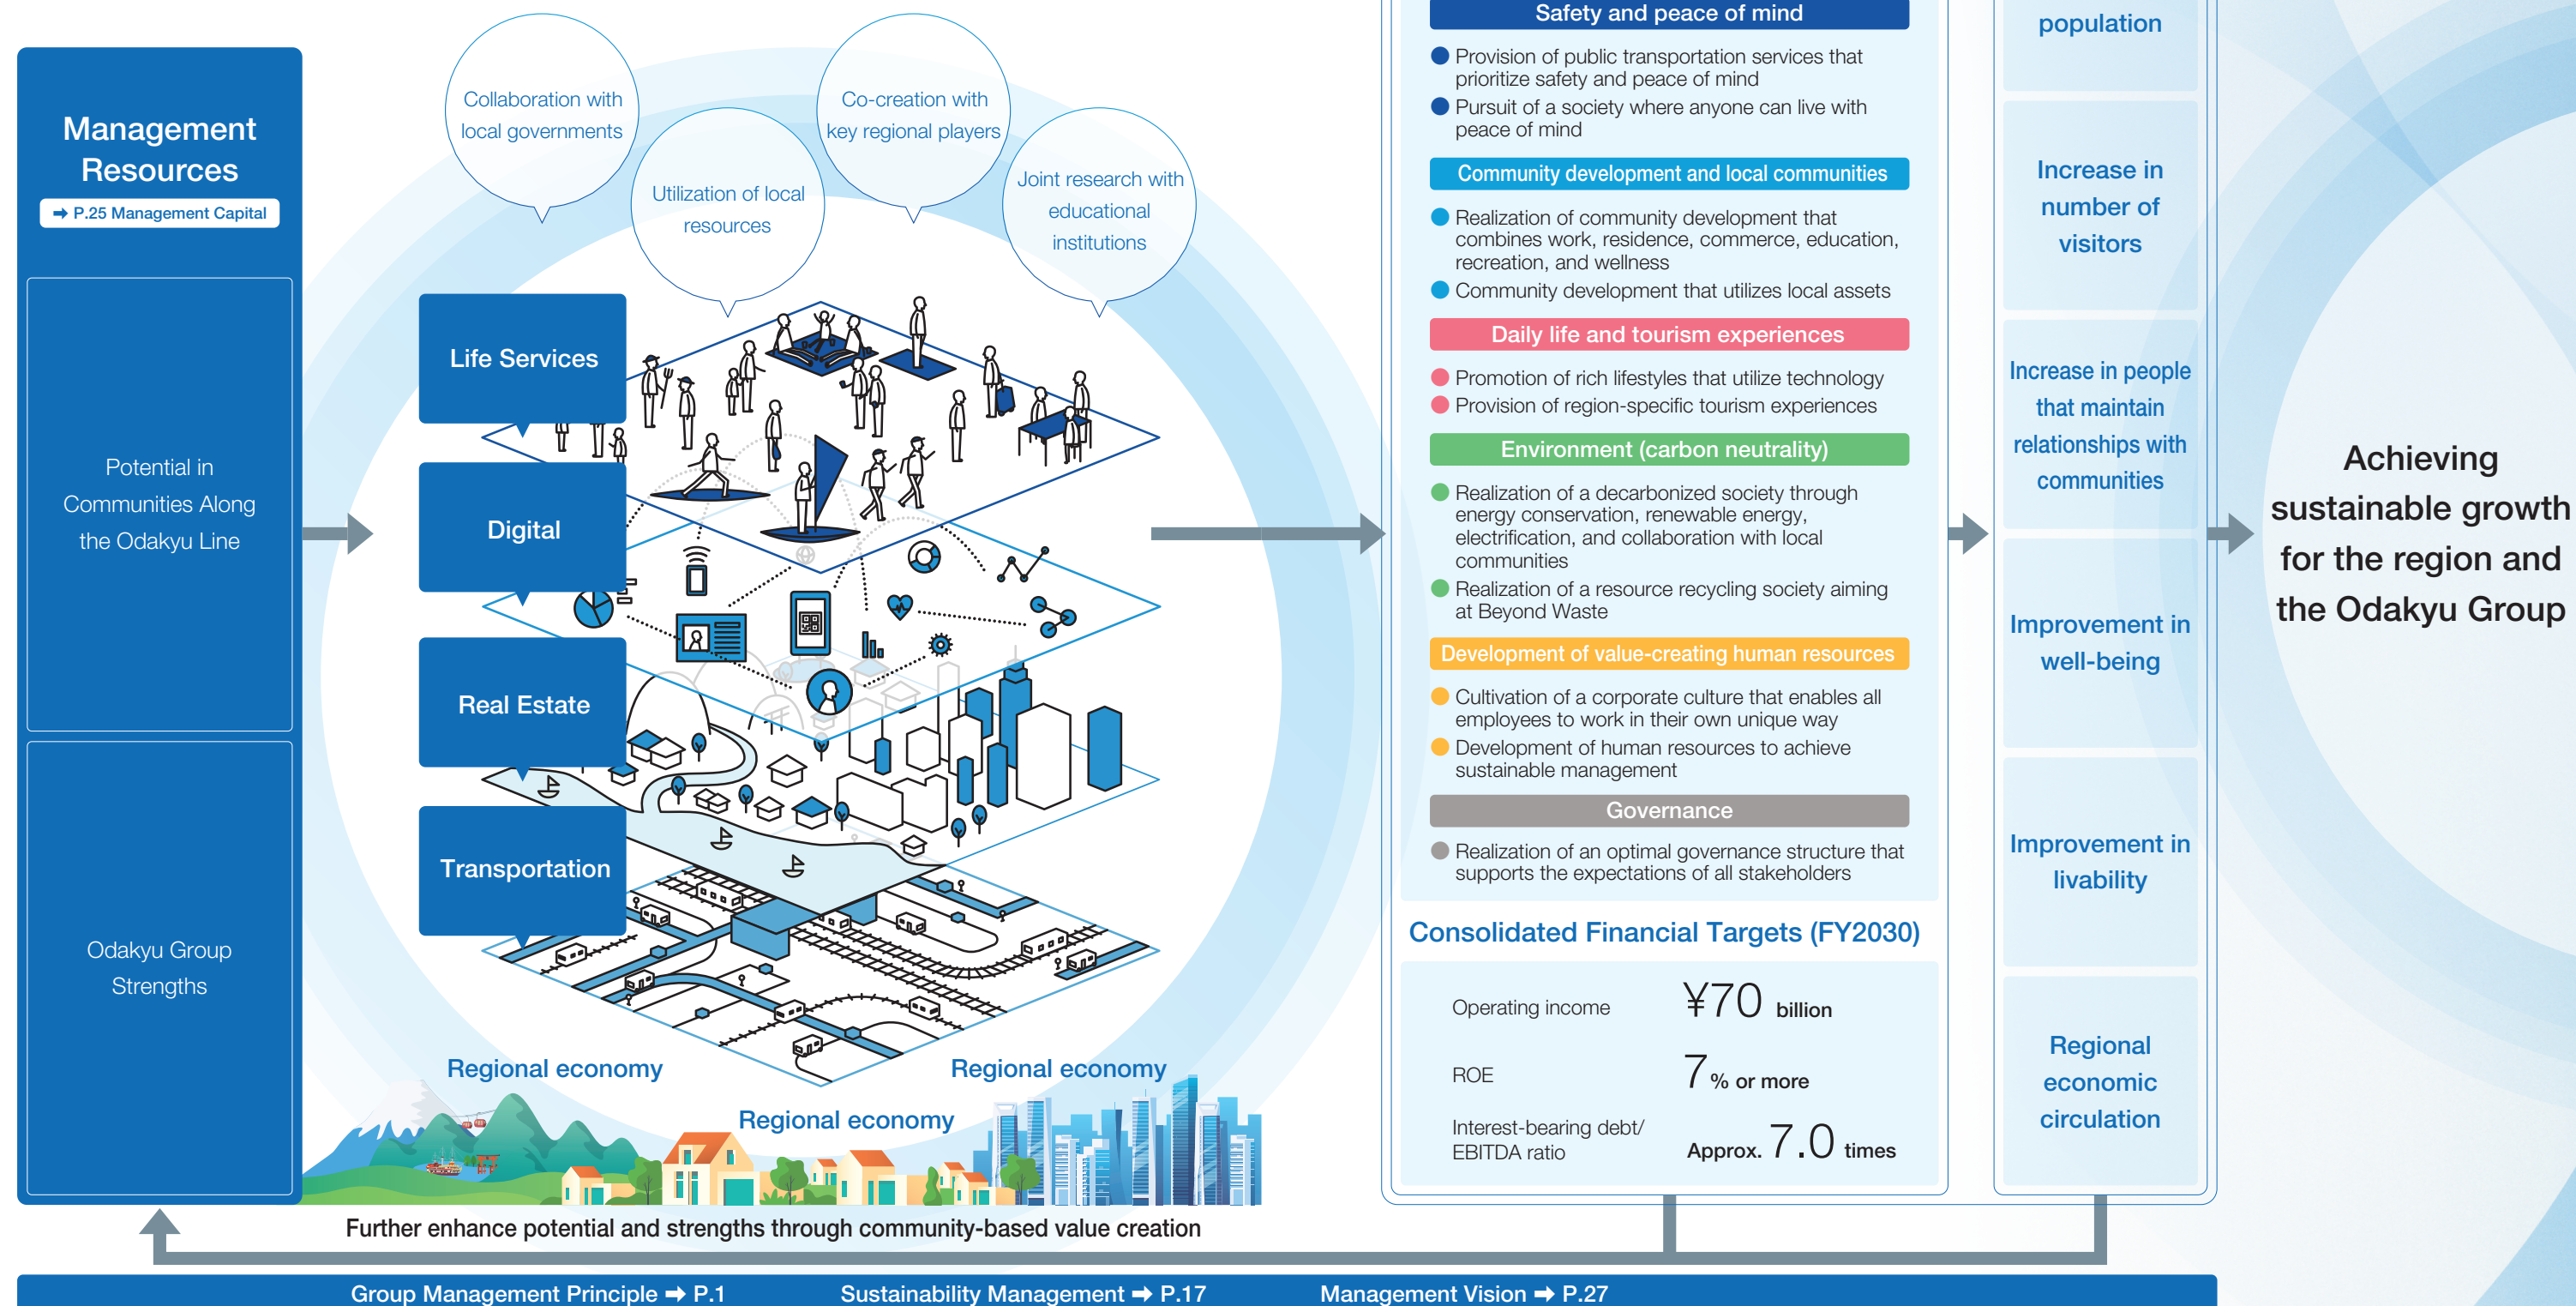 Management
Resources
➡ P.25 Management Capital
Potential in
Communities Along
the Odakyu Line
Odakyu Group
Strengths
Collaboration with
local governments
Utilization of local
resources
Co-creation with
key regional players
Joint research with
educational
institutions
Life Services
Digital
Real Estate
Transportation
Regional economy
Regional economy
Regional economy
Further enhance potential and strengths through community-based value creation
Safety and peace of mind
Provision of public transportation services that
prioritize safety and peace of mind
Pursuit of a society where anyone can live with
peace of mind
Community development and local communities
Realization of community development that
combines work, residence, commerce, education,
recreation, and wellness
Community development that utilizes local assets
Daily life and tourism experiences
Promotion of rich lifestyles that utilize technology
Provision of region-specific tourism experiences
Environment (carbon neutrality)
Realization of a decarbonized society through
energy conservation, renewable energy,
electrification, and collaboration with local
communities
Realization of a resource recycling society aiming
at Beyond Waste
Development of value-creating human resources
Cultivation of a corporate culture that enables all
employees to work in their own unique way
Development of human resources to achieve
sustainable management
Governance
Realization of an optimal governance structure that
supports the expectations of all stakeholders
Consolidated Financial Targets (FY2030)
Operating income ¥70 billion
ROE 7% or more
Interest-bearing debt/
EBITDA ratio Approx. 7.0 times
population
Increase in
number of
visitors
Increase in people
that maintain
relationships with
communities
Improvement in
well-being
Improvement in
livability
Regional
economic
circulation
Achieving
sustainable growth
for the region and
the Odakyu Group
Group Management Principle ➡ P.1 Sustainability Management ➡ P.17 Management Vision ➡ P.27